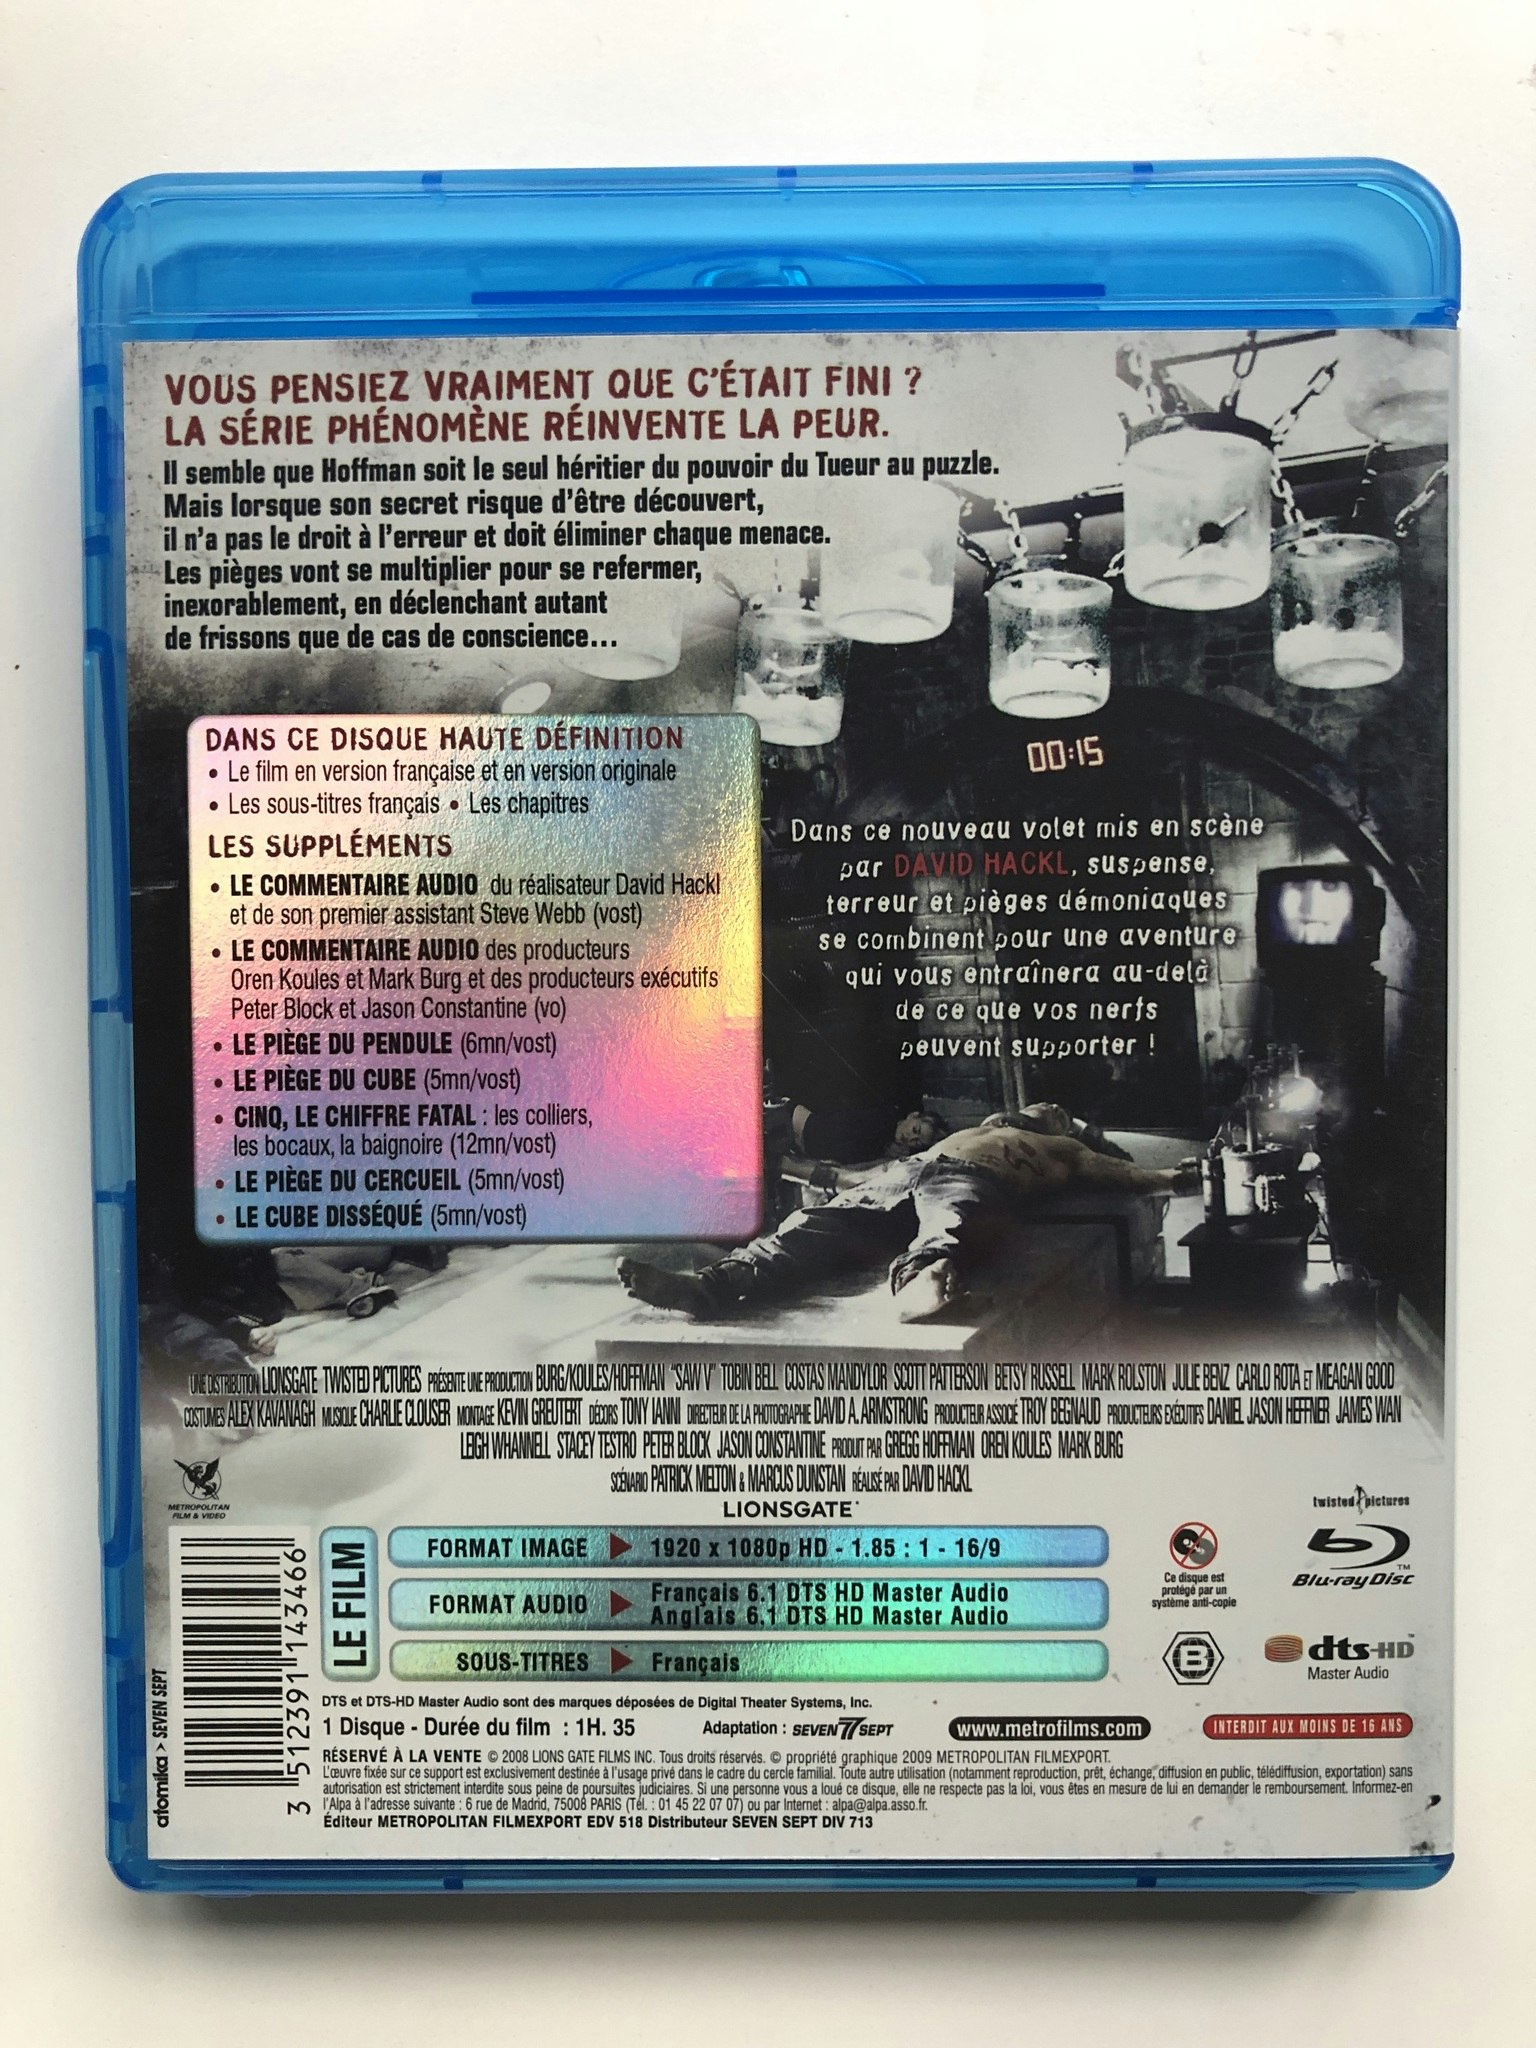 VOUS PENSIEZ VRAIMENT QUE C'ÉTAIT FINI ?
LA SÉRIE PHÉNOMÈNE RÉINVENTE LA PEUR.
Il semble que Hoffman soit le seul héritier du pouvoir du Tueur au puzzle.
Mais lorsque son secret risque d'être découvert,
il n'a pas le droit à l'erreur et doit éliminer chaque menace.
Les pièges vont se multiplier pour se refermer,
inexorablement, en déclenchant autant
de frissons que de cas de conscience...
DANS CE DISQUE HAUTE DÉFINITION
• Le film en version française et en version originale
• Les sous-titres français • Les chapitres
LES SUPPLÉMENTS
• LE COMMENTAIRE AUDIO du réalisateur David Hackl
et de son premier assistant Steve Webb (vost)
• LE COMMENTAIRE AUDIO des producteurs
Oren Koules et Mark Burg et des producteurs exécutifs
Peter Block et Jason Constantine (vo)
• LE PIÈGE DU PENDULE (6mn/vost)
• LE PIÈGE DU CUBE (5mn/vost)
• CINQ, LE CHIFFRE FATAL : les colliers,
les bocaux, la baignoire (12mn/vost)
• LE PIÈGE DU CERCUEIL (5mn/vost)
• LE CUBE DISSÉQUÉ (5mn/vost)
00:15
Dans ce nouveau volet mis en scène
par DAVID HACKL, suspense,
terreur et pièges démoniaques
se combinent pour une aventure
qui vous entraînera au-delà
de ce que vos nerfs
peuvent supporter !
UNE DISTRIBUTION LIONSGATE TWISTED PICTURES PRÉSENTE UNE PRODUCTION BURG/KOULES/HOFFMAN "SAW V" TOBIN BELL COSTAS MANDYLOR SCOTT PATTERSON BETSY RUSSELL MARK ROLSTON JULIE BENZ CARLO ROTA ET MEAGAN GOOD
COSTUMES ALEX KAVANAGH MUSIQUE CHARLIE CLOUSER MONTAGE KEVIN GREUTERT DÉCORS TONY IANNI DIRECTEUR DE LA PHOTOGRAPHIE DAVID A. ARMSTRONG PRODUCTEUR ASSOCIÉ TROY BEGNAUD PRODUCTEURS EXÉCUTIFS DANIEL JASON HEFFNER JAMES WAN
LEIGH WHANNELL STACEY TESTRO PETER BLOCK JASON CONSTANTINE PRODUIT PAR GREGG HOFFMAN OREN KOULES MARK BURG
SCÉNARIO PATRICK MELTON & MARCUS DUNSTAN RÉALISÉ PAR DAVID HACKL
METROPOLITAN
FILM & VIDEO
LIONSGATE
twisted pictures
LE FILM
FORMAT IMAGE 1920 x 1080p HD - 1.85 : 1 - 16/9
FORMAT AUDIO Français 6.1 DTS HD Master Audio
Anglais 6.1 DTS HD Master Audio
SOUS-TITRES Français
Ce disque est
protégé par un
système anti-copie
Blu-ray Disc™
B
dts-HD™
Master Audio
3 512391 143466
atomika > SEVEN SEPT
DTS et DTS-HD Master Audio sont des marques déposées de Digital Theater Systems, Inc.
1 Disque - Durée du film : 1H. 35 Adaptation : SEVEN 77 SEPT www.metrofilms.com INTERDIT AUX MOINS DE 16 ANS
RÉSERVÉ À LA VENTE © 2008 LIONS GATE FILMS INC. Tous droits réservés. © propriété graphique 2009 METROPOLITAN FILMEXPORT.
L'œuvre fixée sur ce support est exclusivement destinée à l'usage privé dans le cadre du cercle familial. Toute autre utilisation (notamment reproduction, prêt, échange, diffusion en public, télédiffusion, exportation) sans
autorisation est strictement interdite sous peine de poursuites judiciaires. Si une personne vous a loué ce disque, elle ne respecte pas la loi, vous êtes en mesure de lui en demander le remboursement. Informez-en
l'Alpa à l'adresse suivante : 6 rue de Madrid, 75008 PARIS (Tél. : 01 45 22 07 07) ou par Internet : alpa@alpa.asso.fr.
Éditeur METROPOLITAN FILMEXPORT EDV 518 Distributeur SEVEN SEPT DIV 713